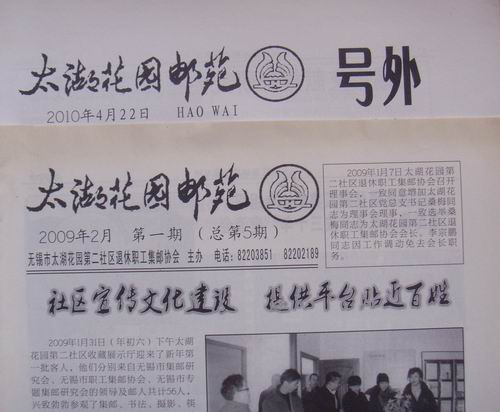 太湖花园邮苑
号外
2010年4月22日 HAO WAI
太湖花园邮苑
2009年2月 第一期 (总第5期)
无锡市太湖花园第二社区退休职工集邮协会 主办 电话:82203851 82202189
2009年1月7日太湖花园第
二社区退休职工集邮协会召开
理事会,一致同意增加太湖花
园第二社区党总支书记桑梅同
志为理事会理事,一致选举桑
梅同志为太湖花园第二社区退
休职工集邮协会会长。李宗鹏
同志因工作调动免去会长职
务。
社区宣传文化建设 提供平台贴近百姓
2009年1月31日(年初六)下午太湖
花园第二社区收藏展示厅迎来了新年第
一批客人,他们分别来自无锡市集邮
研究会、无锡市职工集邮协会、无锡市专
题集邮研究会的领导及邮人共计56人,
兴致勃勃参观了集邮、书法、摄影、筷